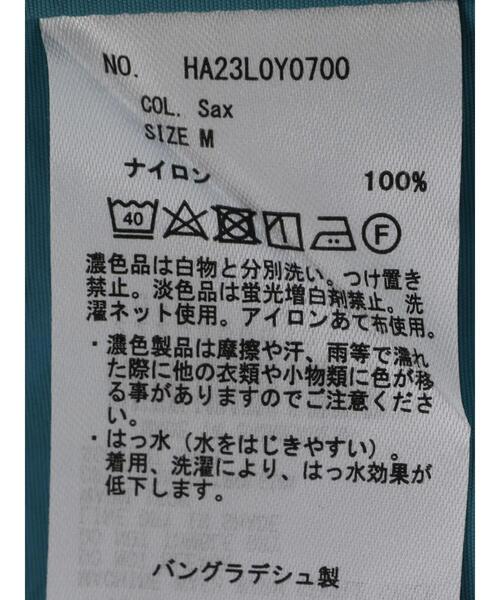 NO. HA23L0Y0700
COL. Sax
SIZE M
ナイロン 100%
40 F
濃色品は白物と分別洗い。つけ置き
禁止。淡色品は蛍光増白剤禁止。洗
濯ネット使用。アイロンあて布使用。
・濃色製品は摩擦や汗、雨等で濡れ
た際に他の衣類や小物類に色が移
る事がありますのでご注意くださ
い。
・はっ水（水をはじきやすい）。
着用、洗濯により、はっ水効果が
低下します。
バングラデシュ製